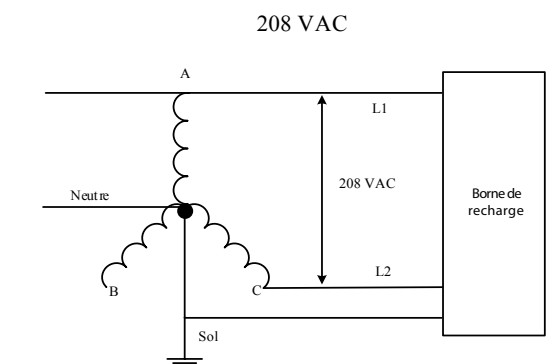 208 VAC
A
L1
208 VAC
Neutre
Borne de
recharge
L2
B
C
Sol